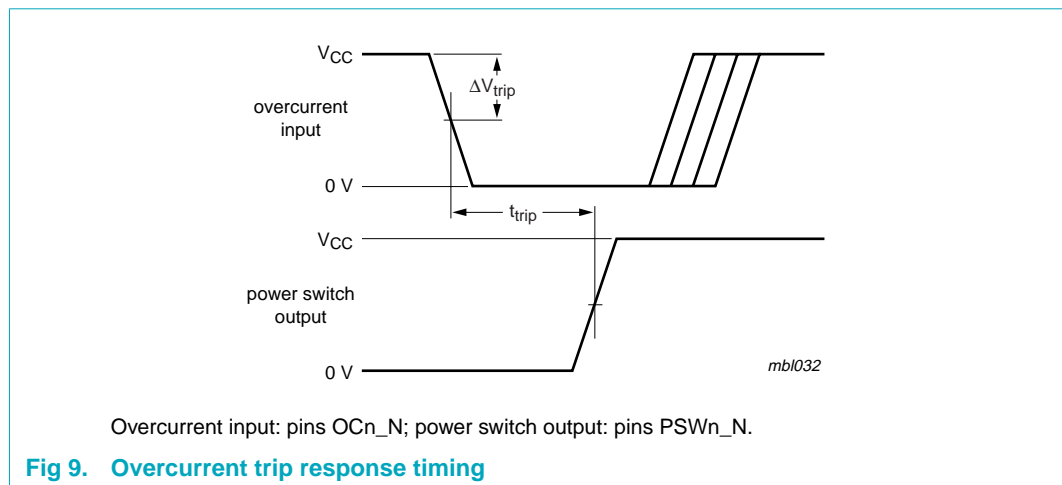 VCC
ΔVtrip
overcurrent
input
0 V
ttrip
VCC
power switch
output
0 V
mbl032
Overcurrent input: pins OCn_N; power switch output: pins PSWn_N.
Fig 9. Overcurrent trip response timing